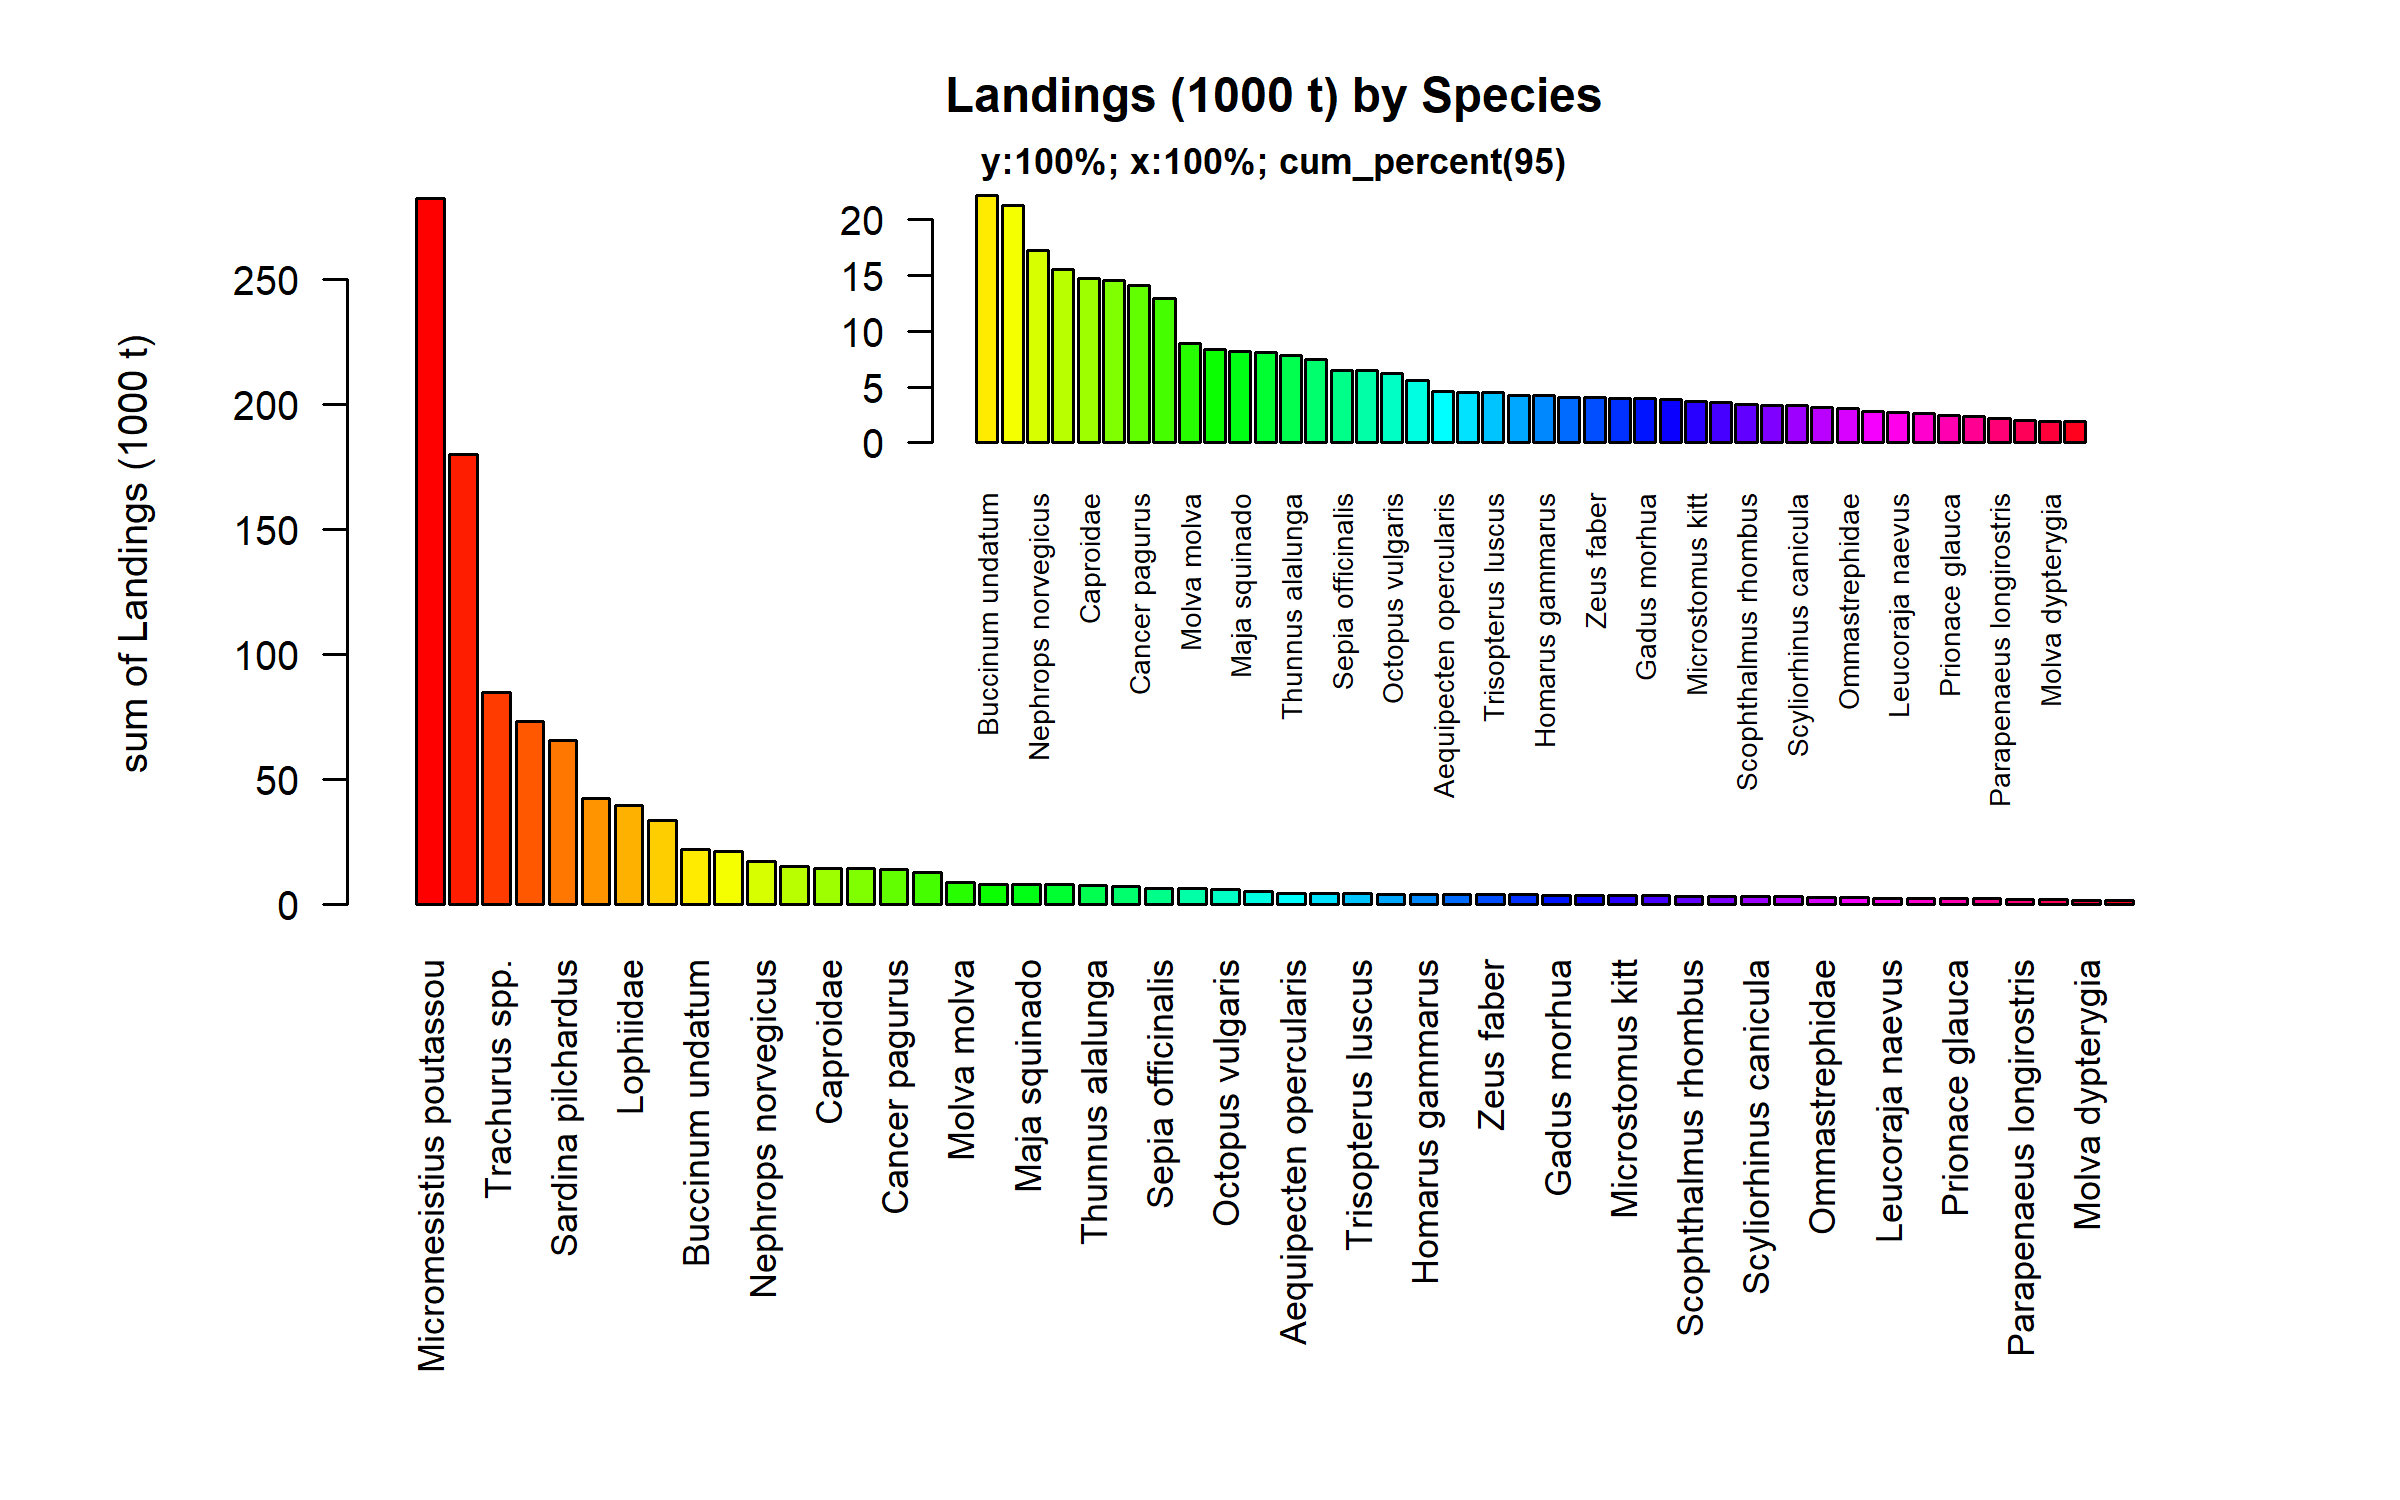 Landings (1000 t) by Species
y:100%; x:100%; cum_percent(95)
20
15
10
5
0
Buccinum undatum
Nephrops norvegicus
Caproidae
Cancer pagurus
Molva molva
Maja squinado
Thunnus alalunga
Sepia officinalis
Octopus vulgaris
Aequipecten opercularis
Trisopterus luscus
Homarus gammarus
Zeus faber
Gadus morhua
Microstomus kitt
Scophthalmus rhombus
Scyliorhinus canicula
Ommastrephidae
Leucoraja naevus
Prionace glauca
Parapenaeus longirostris
Molva dypterygia
sum of Landings (1000 t)
250
200
150
100
50
0
Micromesistius poutassou
Trachurus spp.
Sardina pilchardus
Lophiidae
Buccinum undatum
Nephrops norvegicus
Caproidae
Cancer pagurus
Molva molva
Maja squinado
Thunnus alalunga
Sepia officinalis
Octopus vulgaris
Aequipecten opercularis
Trisopterus luscus
Homarus gammarus
Zeus faber
Gadus morhua
Microstomus kitt
Scophthalmus rhombus
Scyliorhinus canicula
Ommastrephidae
Leucoraja naevus
Prionace glauca
Parapenaeus longirostris
Molva dypterygia